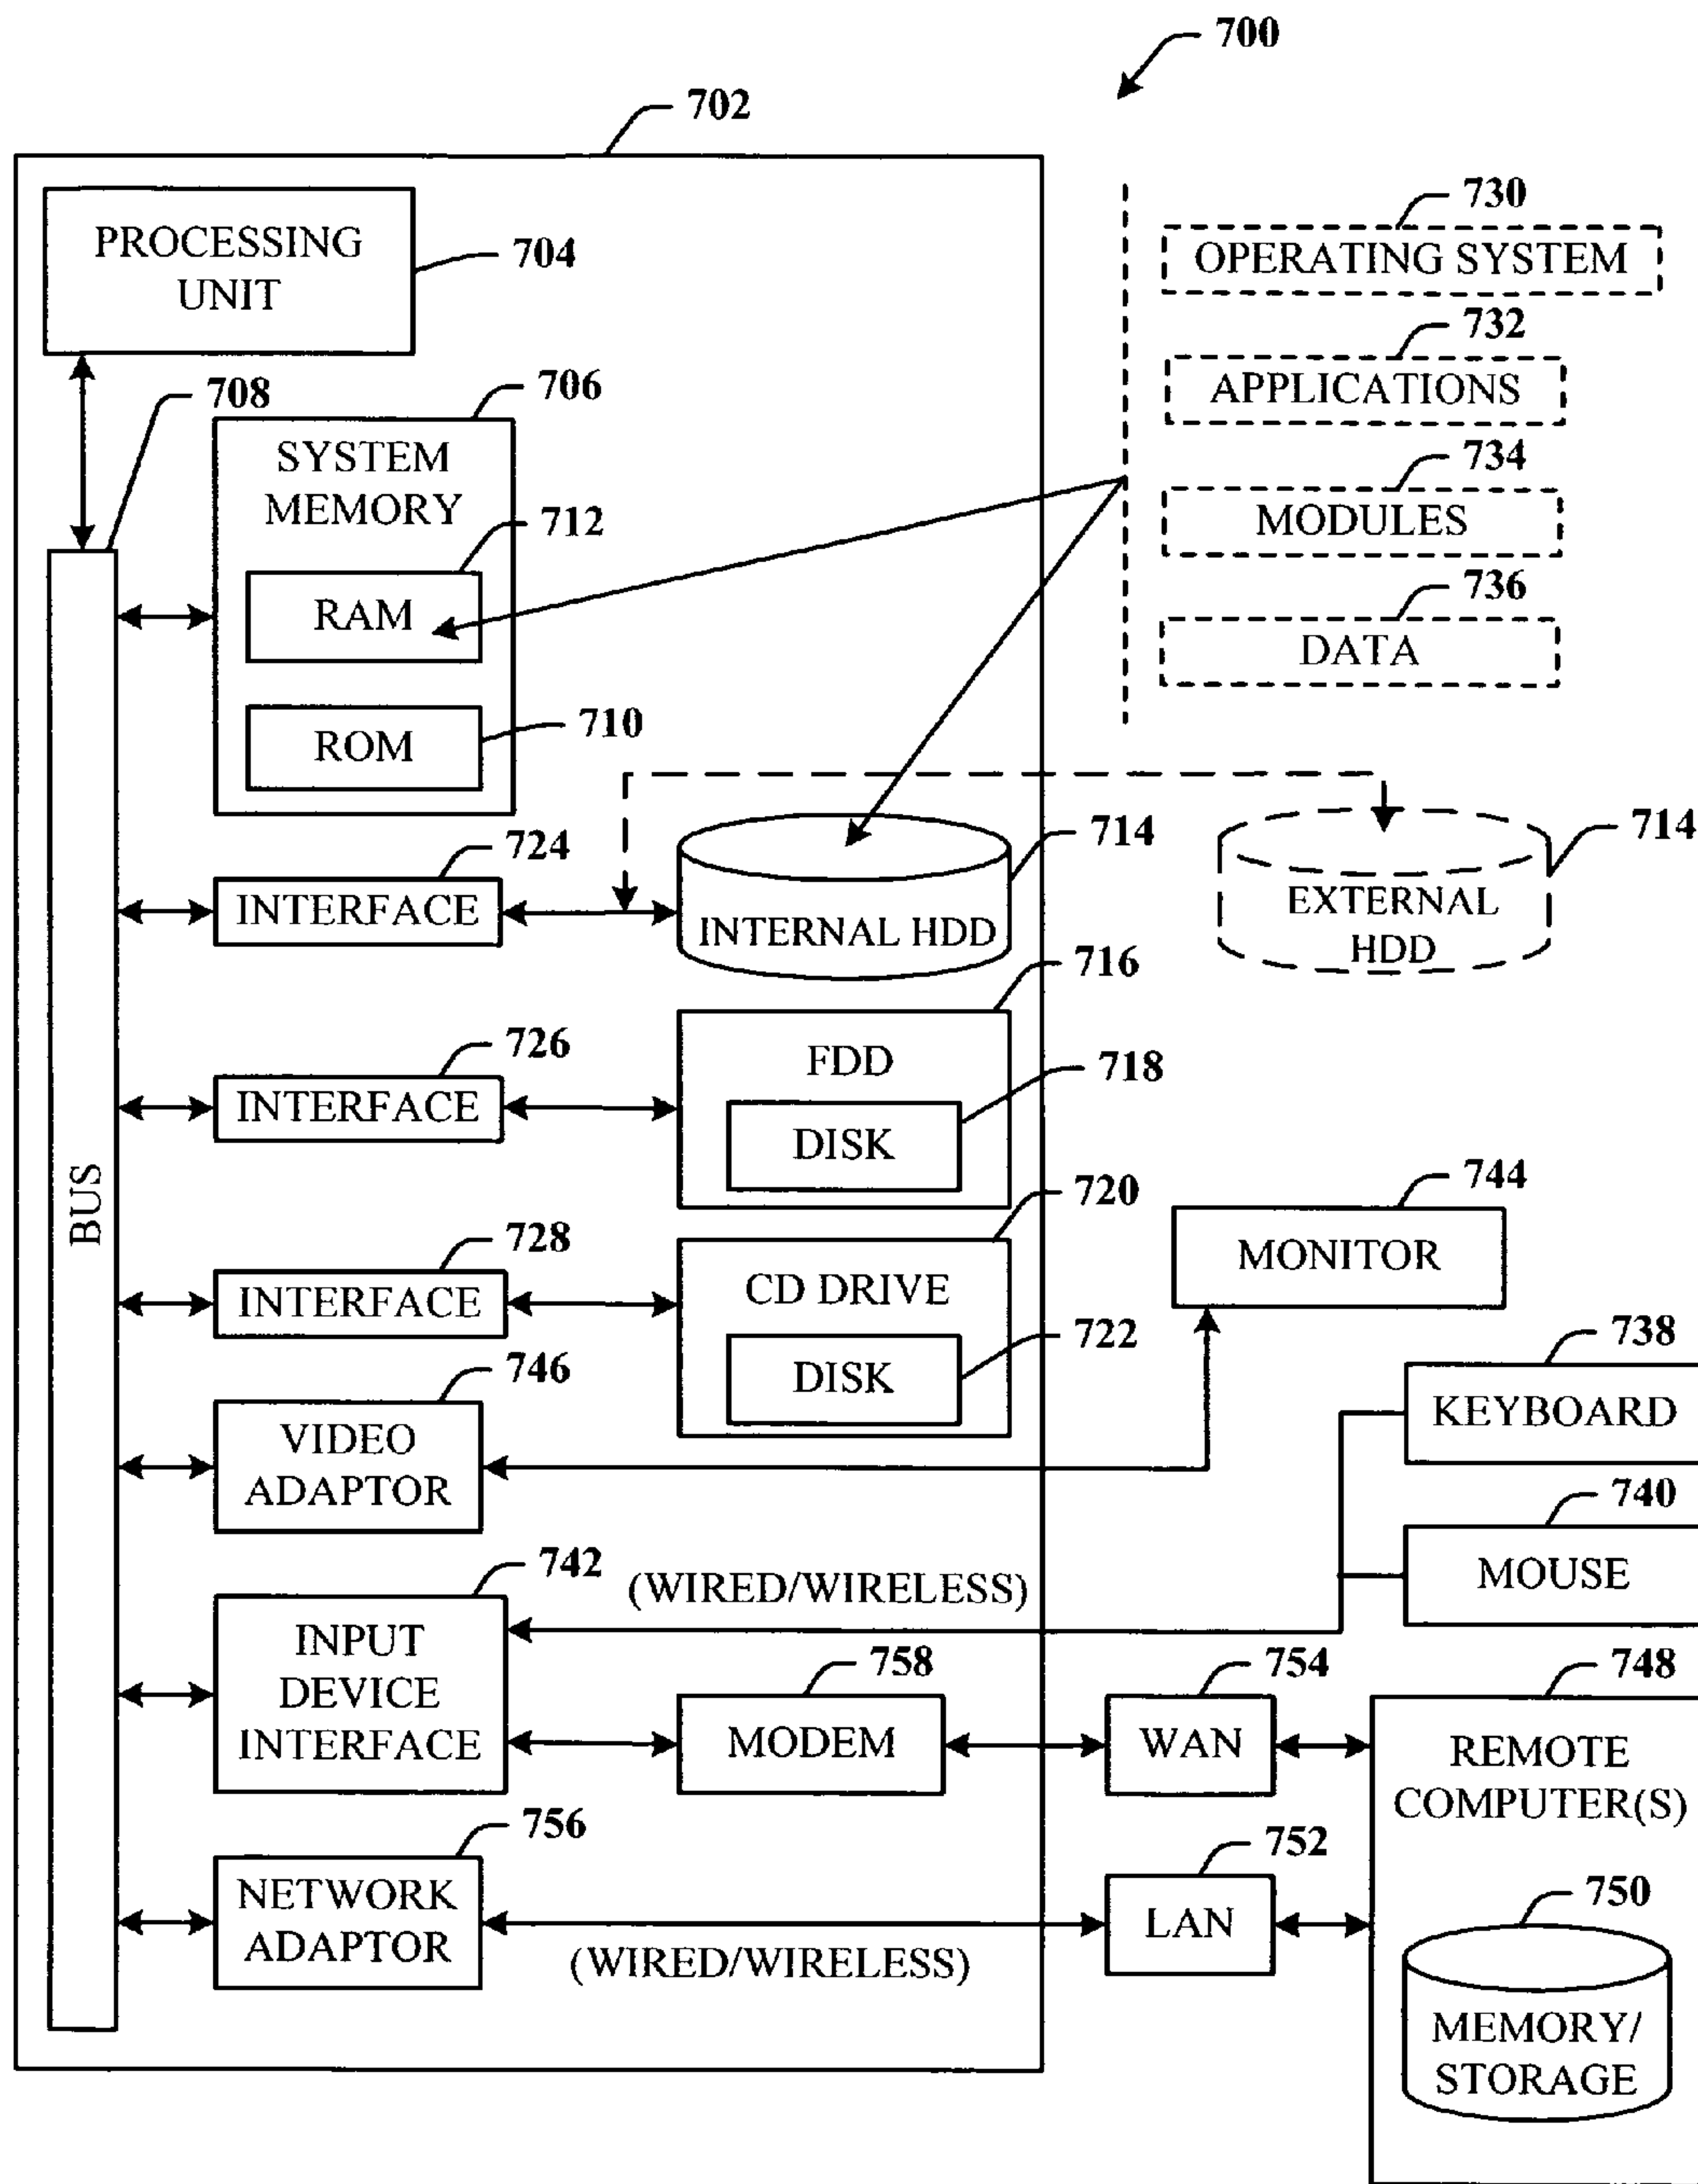 700
702
PROCESSING
UNIT
704
730
OPERATING SYSTEM
732
APPLICATIONS
734
MODULES
736
DATA
708
706
SYSTEM
MEMORY
712
RAM
710
ROM
724
INTERFACE
714
INTERNAL HDD
714
EXTERNAL
HDD
716
FDD
726
INTERFACE
718
DISK
BUS
720
CD DRIVE
728
INTERFACE
722
DISK
744
MONITOR
738
KEYBOARD
746
VIDEO
ADAPTOR
740
MOUSE
742
(WIRED/WIRELESS)
INPUT
DEVICE
INTERFACE
758
MODEM
754
WAN
748
REMOTE
COMPUTER(S)
756
NETWORK
ADAPTOR
(WIRED/WIRELESS)
752
LAN
750
MEMORY/
STORAGE